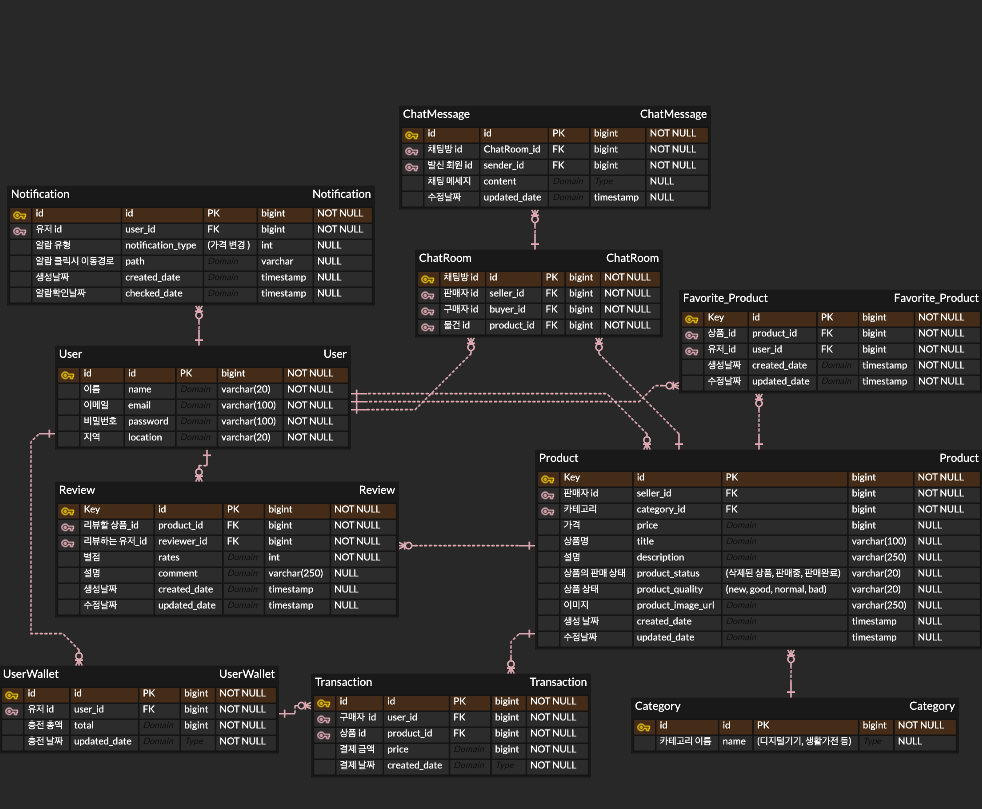 ChatMessage ChatMessage
id id PK bigint NOT NULL
채팅방 id ChatRoom_id FK bigint NOT NULL
발신 회원 id sender_id FK bigint NOT NULL
채팅 메세지 content Domain Type NULL
수정날짜 updated_date Domain timestamp NULL
Notification Notification
id id PK bigint NOT NULL
유저 id user_id FK bigint NOT NULL
알람 유형 notification_type (가격 변경 ) int NULL
알람 클릭시 이동경로 path Domain varchar NULL
생성날짜 created_date Domain timestamp NULL
알람확인날짜 checked_date Domain timestamp NULL
ChatRoom ChatRoom
채팅방 id id PK bigint NOT NULL
판매자 id seller_id FK bigint NOT NULL
구매자 id buyer_id FK bigint NOT NULL
물건 id product_id FK bigint NOT NULL
Favorite_Product Favorite_Product
Key id PK bigint NOT NULL
상품_id product_id FK bigint NOT NULL
유저_id user_id FK bigint NOT NULL
생성날짜 created_date Domain timestamp NOT NULL
수정날짜 updated_date Domain timestamp NOT NULL
User User
id id PK bigint NOT NULL
이름 name Domain varchar(20) NOT NULL
이메일 email Domain varchar(100) NOT NULL
비밀번호 password Domain varchar(100) NOT NULL
지역 location Domain varchar(20) NOT NULL
Product Product
Key id PK bigint NOT NULL
판매자 id seller_id FK bigint NOT NULL
카테고리 category_id FK bigint NOT NULL
가격 price Domain bigint NULL
상품명 title Domain varchar(100) NULL
설명 description Domain varchar(250) NULL
상품의 판매 상태 product_status (삭제된 상품, 판매중, 판매완료) varchar(20) NULL
상품 상태 product_quality (new, good, normal, bad) varchar(20) NULL
이미지 product_image_url Domain varchar(250) NULL
생성 날짜 created_date Domain timestamp NULL
수정날짜 updated_date Domain timestamp NULL
Review Review
Key id PK bigint NOT NULL
리뷰할 상품_id product_id FK bigint NOT NULL
리뷰하는 유저_id reviewer_id FK bigint NOT NULL
별점 rates Domain int NOT NULL
설명 comment Domain varchar(250) NULL
생성날짜 created_date Domain timestamp NULL
수정날짜 updated_date Domain timestamp NULL
UserWallet UserWallet
id id PK bigint NOT NULL
유저 id user_id FK bigint NOT NULL
충전 총액 total Domain bigint NOT NULL
충전 날짜 updated_date Domain Type NOT NULL
Transaction Transaction
id id PK bigint NOT NULL
구매자 id user_id FK bigint NOT NULL
상품 id product_id FK bigint NOT NULL
결제 금액 price Domain bigint NOT NULL
결제 날짜 created_date Domain Type NOT NULL
Category Category
id id PK bigint NOT NULL
카테고리 이름 name (디지털기기, 생활가전 등) Type NULL